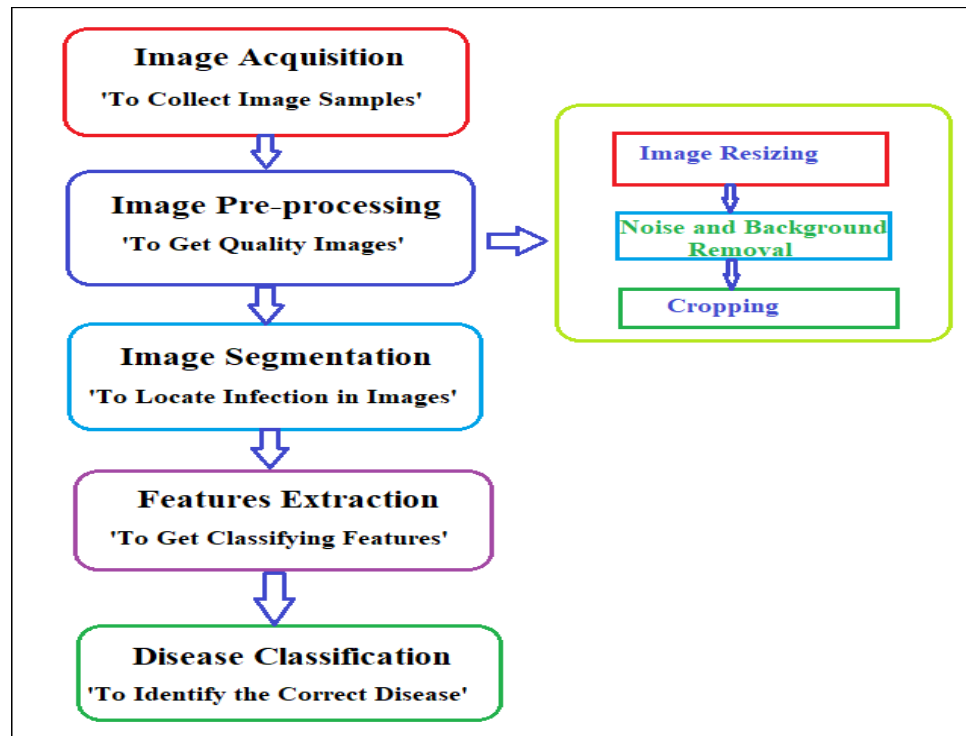 Image Acquisition
'To Collect Image Samples'
Image Pre-processing
'To Get Quality Images'
Image Resizing
Noise and Background
Removal
Cropping
Image Segmentation
'To Locate Infection in Images'
Features Extraction
'To Get Classifying Features'
Disease Classification
'To Identify the Correct Disease'